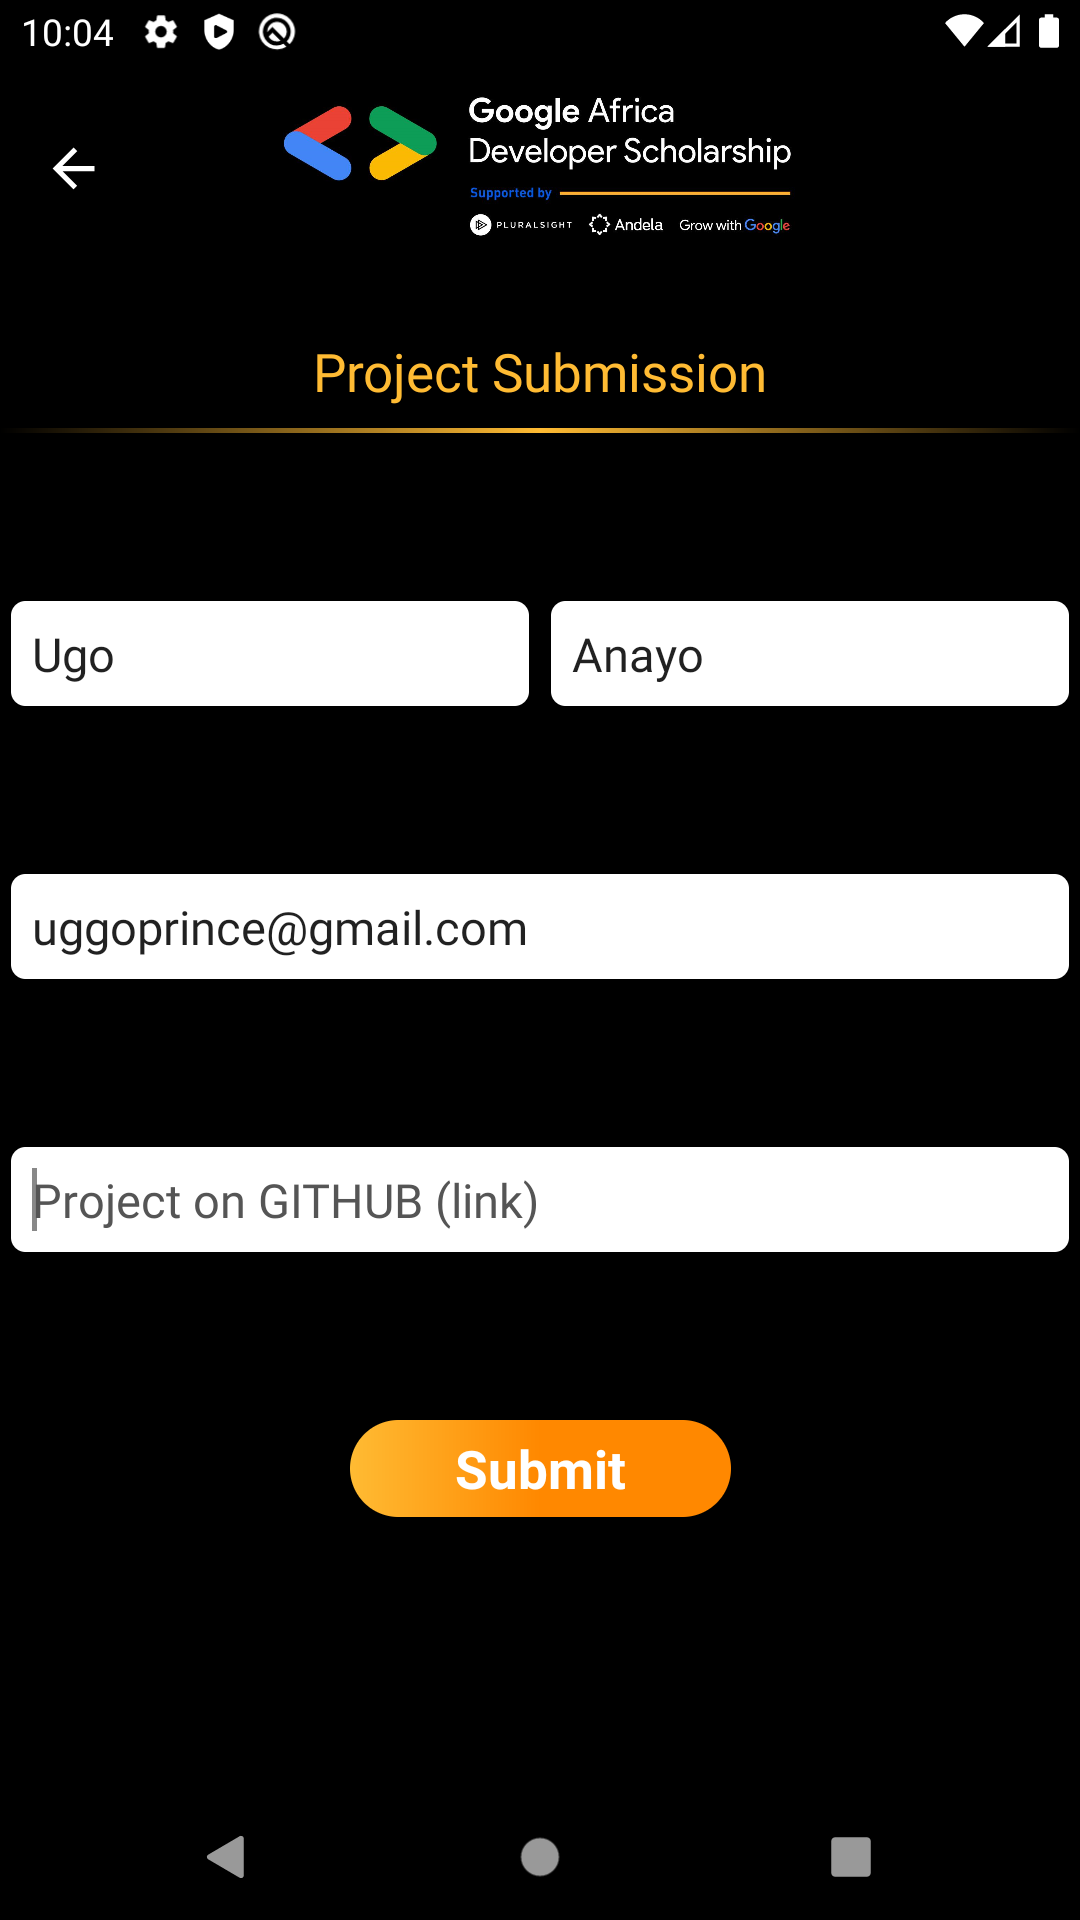 10:04
Google Africa
Developer Scholarship
Supported by
PLURALSIGHT Andela Grow with Google
Project Submission
Ugo Anayo
uggoprince@gmail.com
Project on GITHUB (link)
Submit